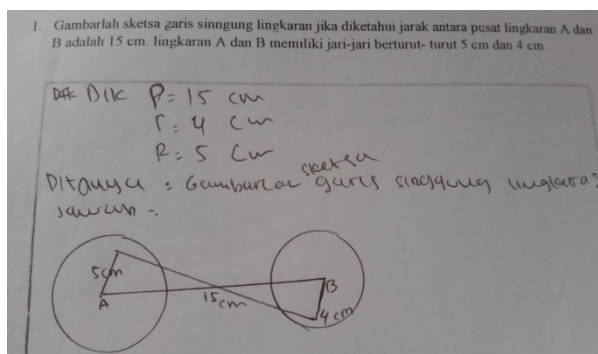 1. Gambarlah sketsa garis sinngung lingkaran jika diketahui jarak antara pusat lingkaran A dan
B adalah 15 cm. lingkaran A dan B memiliki jari-jari berturut- turut 5 cm dan 4 cm
Dik P = 15 cm
r = 4 cm
R = 5 cm
sketsa
Ditanya : Gambarlah garis singgung
Jawab -.
5cm
B
A
15 cm
4 cm